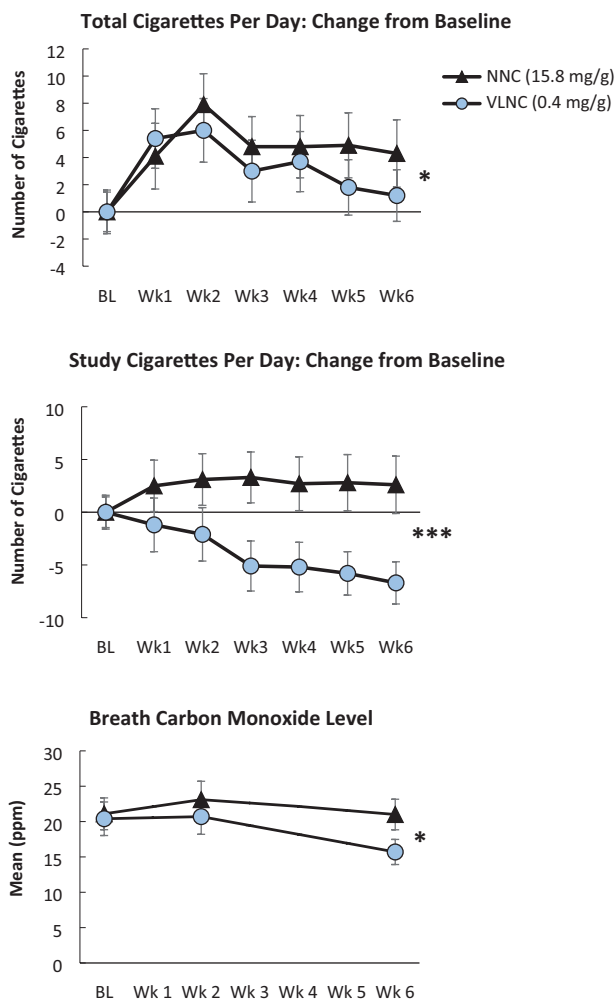 Total Cigarettes Per Day: Change from Baseline
Number of Cigarettes
12
10
8
6
4
2
0
-2
-4
BL Wk1 Wk2 Wk3 Wk4 Wk5 Wk6
NNC (15.8 mg/g)
VLNC (0.4 mg/g)
*
Study Cigarettes Per Day: Change from Baseline
Number of Cigarettes
10
5
0
-5
-10
BL Wk1 Wk2 Wk3 Wk4 Wk5 Wk6
***
Breath Carbon Monoxide Level
Mean (ppm)
30
25
20
15
10
5
0
BL Wk 1 Wk 2 Wk 3 Wk 4 Wk 5 Wk 6
*